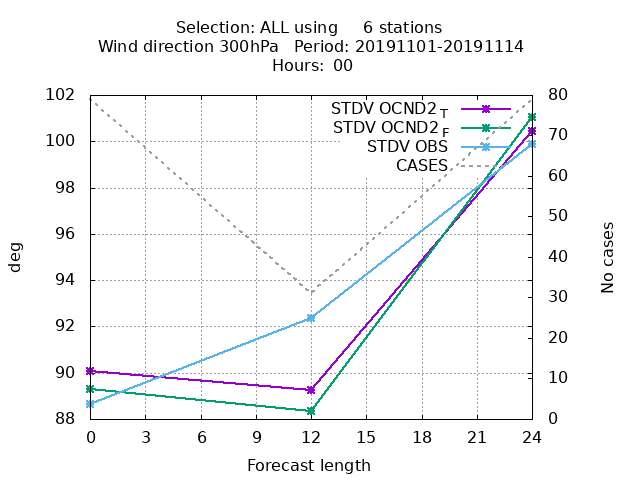 Selection: ALL using     6 stations
Wind direction 300hPa   Period: 20191101-20191114
Hours:  00
102
100
98
96
94
92
90
88
deg
80
70
60
50
40
30
20
10
0
No cases
STDV OCND2 T
STDV OCND2 F
STDV OBS
CASES
0 3 6 9 12 15 18 21 24
Forecast length